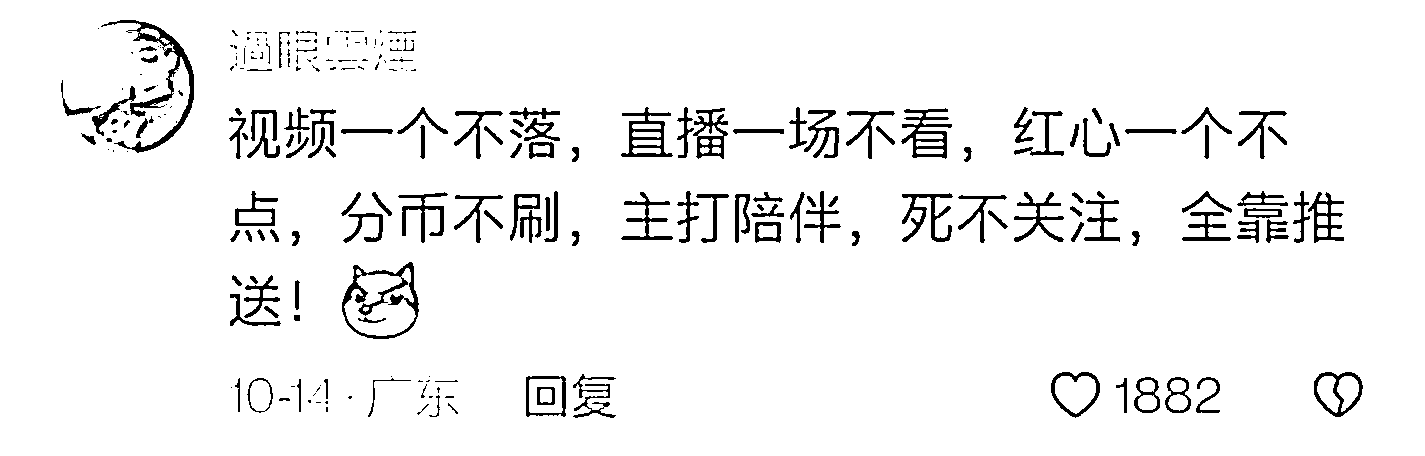 過眼雲煙
视频一个不落，直播一场不看，红心一个不
点，分币不刷，主打陪伴，死不关注，全靠推
送！
10-14·广东 回复 1882